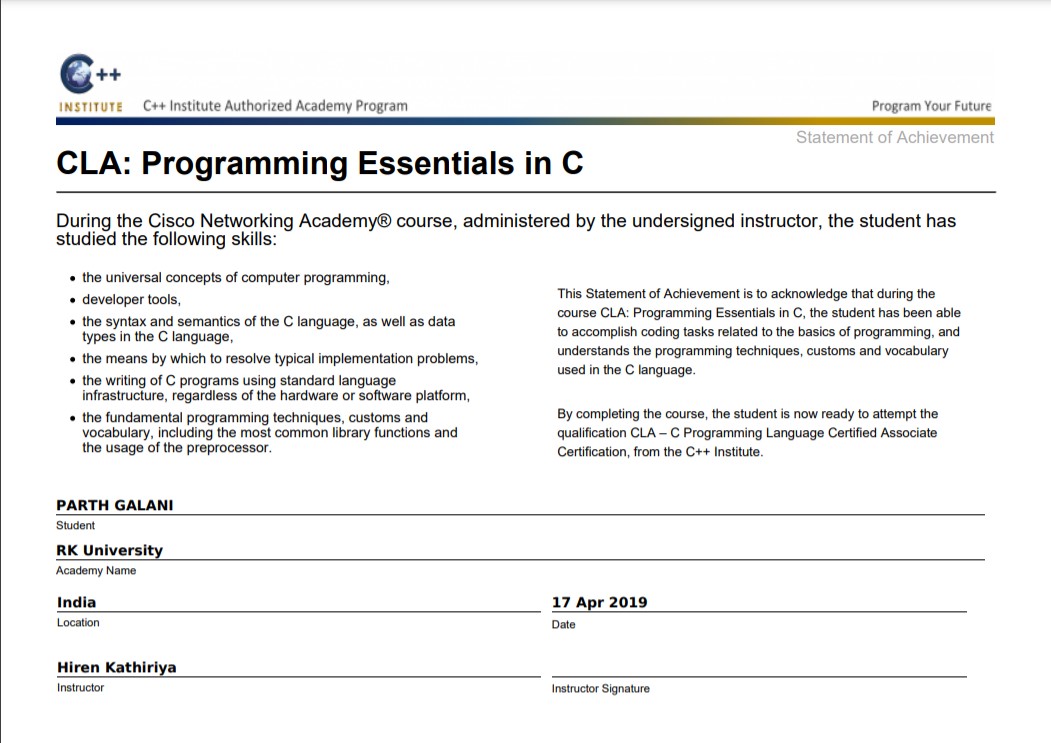 C++
INSTITUTE
C++ Institute Authorized Academy Program
Program Your Future
Statement of Achievement
CLA: Programming Essentials in C
During the Cisco Networking Academy® course, administered by the undersigned instructor, the student has
studied the following skills:
• the universal concepts of computer programming,
• developer tools,
• the syntax and semantics of the C language, as well as data
types in the C language,
• the means by which to resolve typical implementation problems,
• the writing of C programs using standard language
infrastructure, regardless of the hardware or software platform,
• the fundamental programming techniques, customs and
vocabulary, including the most common library functions and
the usage of the preprocessor.
This Statement of Achievement is to acknowledge that during the
course CLA: Programming Essentials in C, the student has been able
to accomplish coding tasks related to the basics of programming, and
understands the programming techniques, customs and vocabulary
used in the C language.
By completing the course, the student is now ready to attempt the
qualification CLA – C Programming Language Certified Associate
Certification, from the C++ Institute.
PARTH GALANI
Student
RK University
Academy Name
India
Location
17 Apr 2019
Date
Hiren Kathiriya
Instructor
Instructor Signature